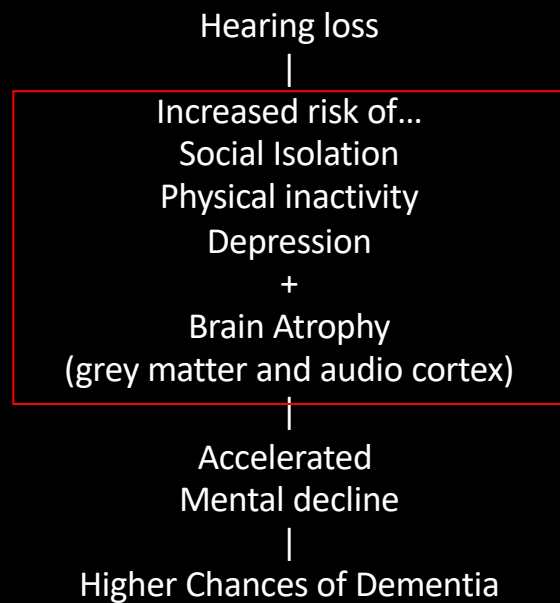 Hearing loss
|
Increased risk of...
Social Isolation
Physical inactivity
Depression
+
Brain Atrophy
(grey matter and audio cortex)
|
Accelerated
Mental decline
|
Higher Chances of Dementia